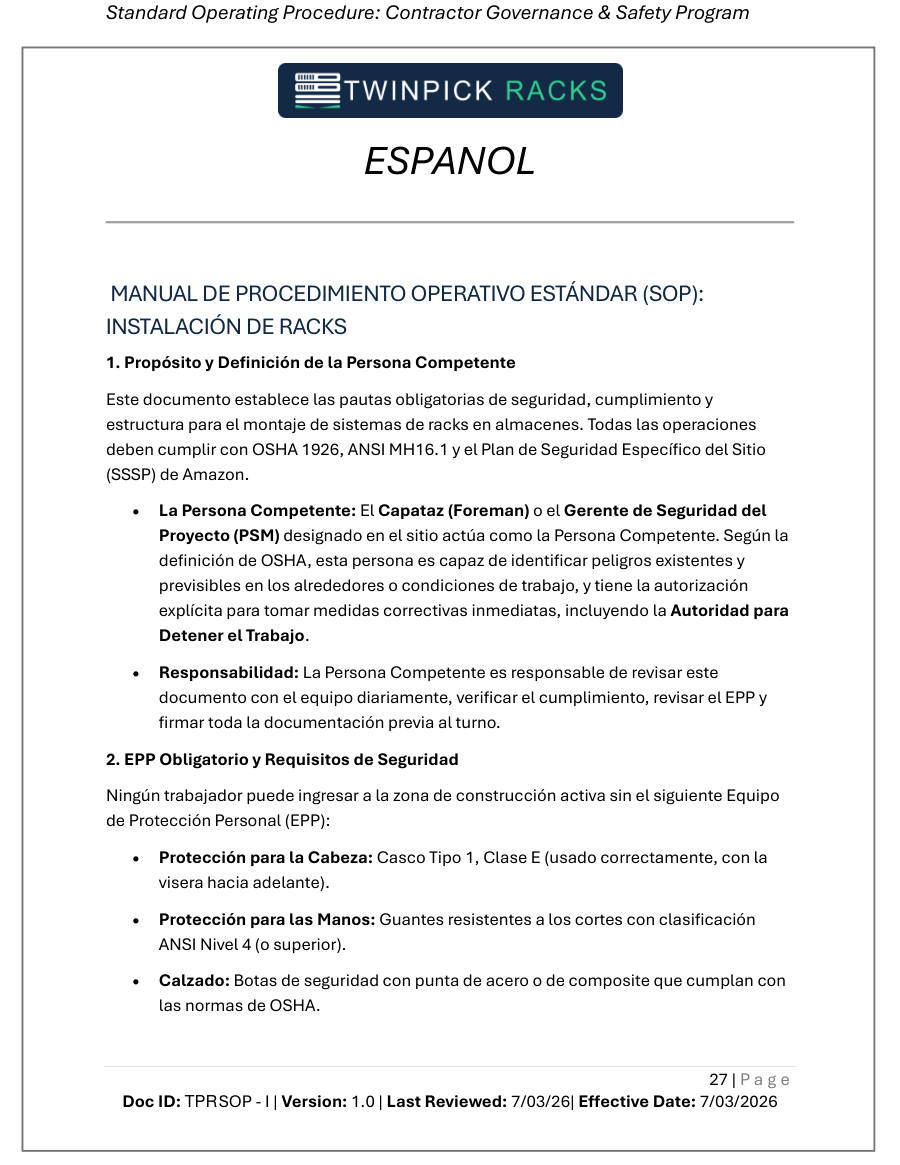 Standard Operating Procedure: Contractor Governance & Safety Program
TWINPICK RACKS
ESPANOL
MANUAL DE PROCEDIMIENTO OPERATIVO ESTÁNDAR (SOP):
INSTALACIÓN DE RACKS
1. Propósito y Definición de la Persona Competente
Este documento establece las pautas obligatorias de seguridad, cumplimiento y
estructura para el montaje de sistemas de racks en almacenes. Todas las operaciones
deben cumplir con OSHA 1926, ANSI MH16.1 y el Plan de Seguridad Específico del Sitio
(SSSP) de Amazon.
• La Persona Competente: El Capataz (Foreman) o el Gerente de Seguridad del
Proyecto (PSM) designado en el sitio actúa como la Persona Competente. Según la
definición de OSHA, esta persona es capaz de identificar peligros existentes y
previsibles en los alrededores o condiciones de trabajo, y tiene la autorización
explícita para tomar medidas correctivas inmediatas, incluyendo la Autoridad para
Detener el Trabajo.
• Responsabilidad: La Persona Competente es responsable de revisar este
documento con el equipo diariamente, verificar el cumplimiento, revisar el EPP y
firmar toda la documentación previa al turno.
2. EPP Obligatorio y Requisitos de Seguridad
Ningún trabajador puede ingresar a la zona de construcción activa sin el siguiente Equipo
de Protección Personal (EPP):
• Protección para la Cabeza: Casco Tipo 1, Clase E (usado correctamente, con la
visera hacia adelante).
• Protección para las Manos: Guantes resistentes a los cortes con clasificación
ANSI Nivel 4 (o superior).
• Calzado: Botas de seguridad con punta de acero o de composite que cumplan con
las normas de OSHA.
27 | Page
Doc ID: TPRSOP - I | Version: 1.0 | Last Reviewed: 7/03/26| Effective Date: 7/03/2026